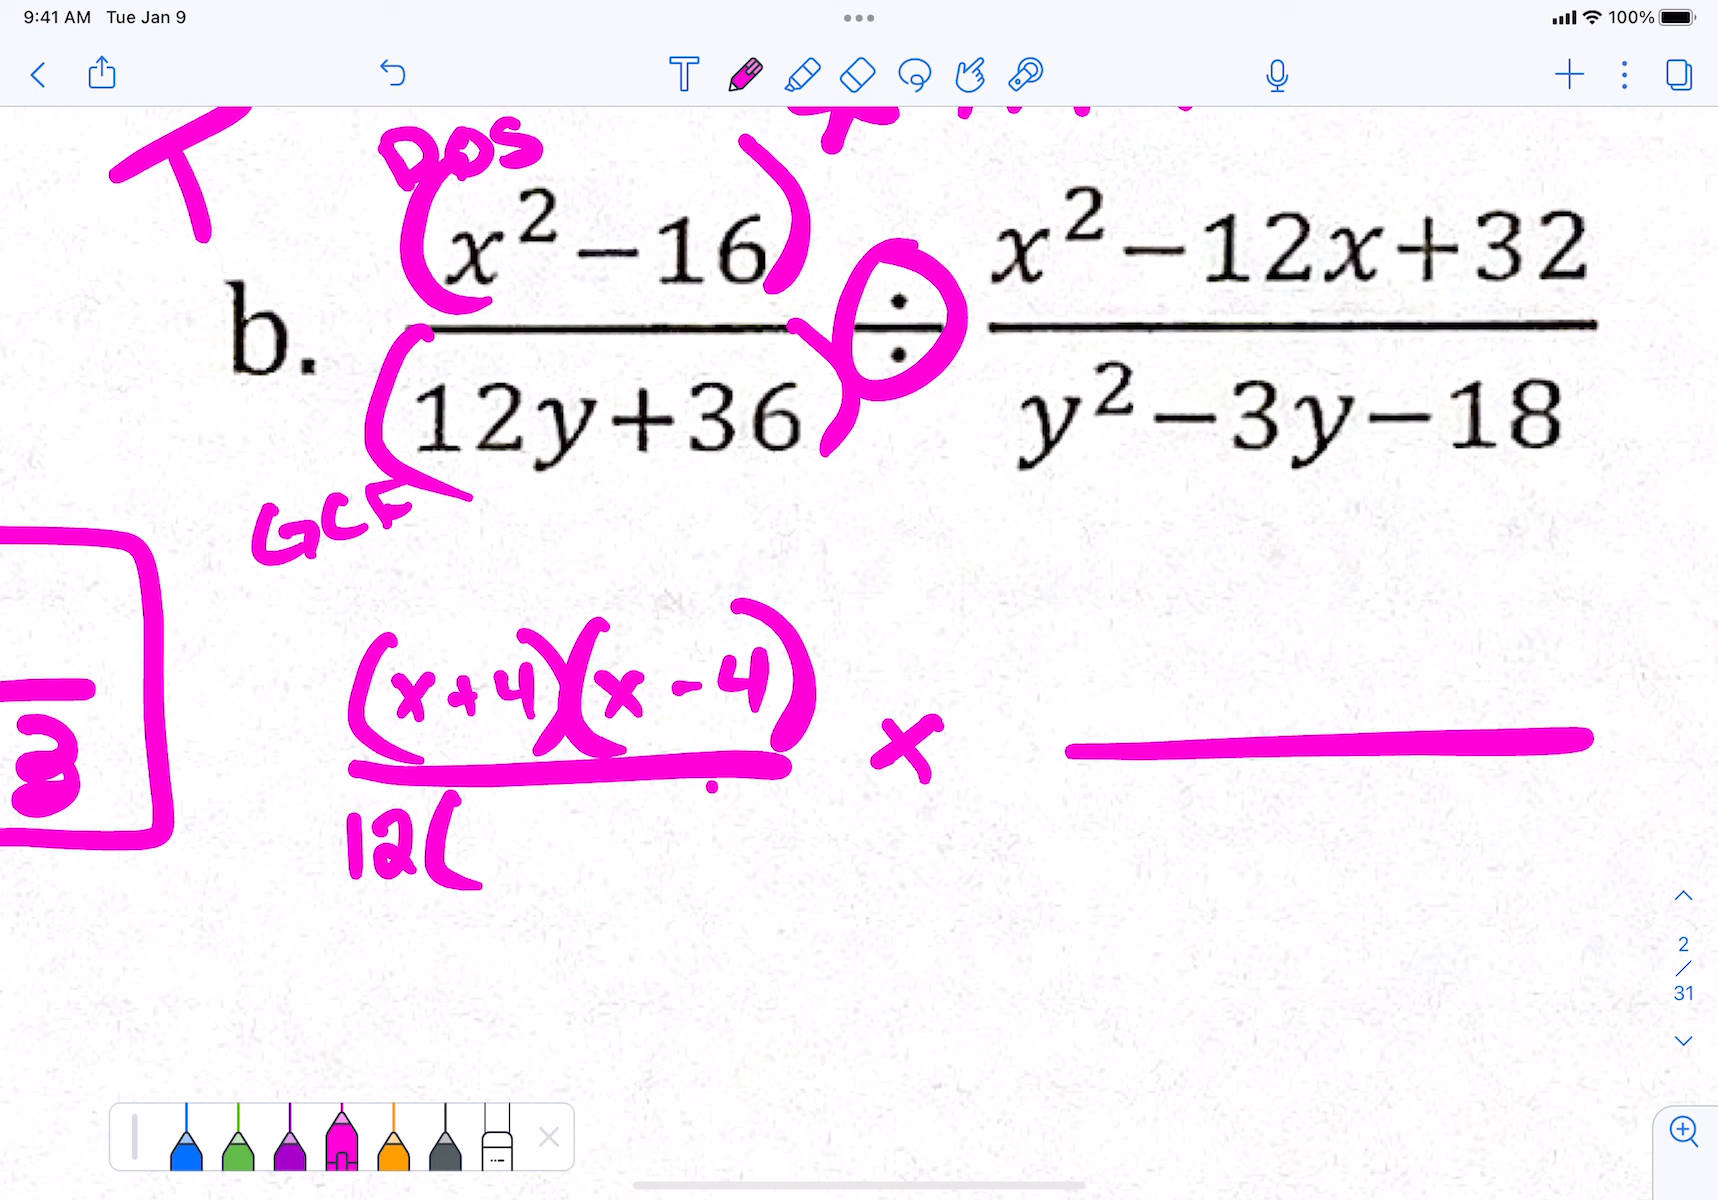 9:41 AM Tue Jan 9
100%
DOS
b. (x² − 16) / (12y + 36) ÷ (x² − 12x + 32) / (y² − 3y − 18)
GCF
(x+4)(x-4) ×
12(
3
2
/
31